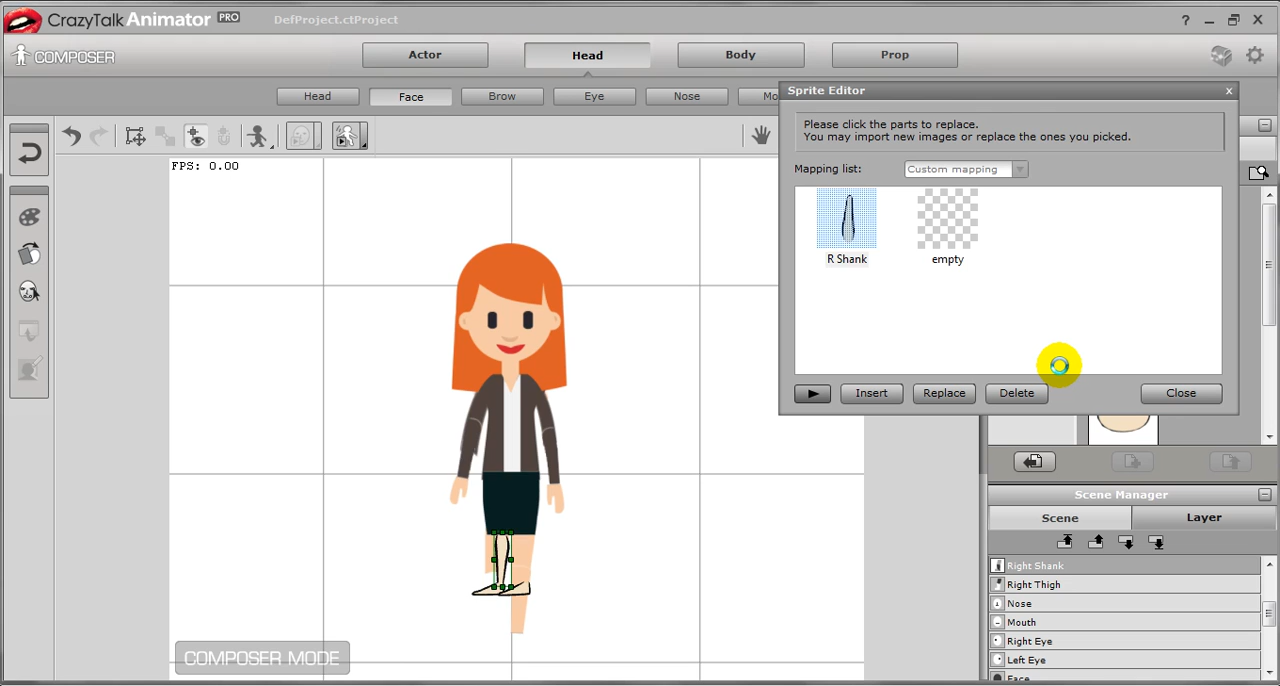 CrazyTalk Animator PRO DefProject.ctProject ? x
COMPOSER Actor Head Body Prop
Head Face Brow Eye Nose Mo
Sprite Editor x
Please click the parts to replace.
You may import new images or replace the ones you picked.
Mapping list: Custom mapping
R Shank empty
Insert Replace Delete Close
FPS: 0.00
Scene Manager
Scene Layer
Right Shank
Right Thigh
Nose
Mouth
Right Eye
Left Eye
Face
COMPOSER MODE